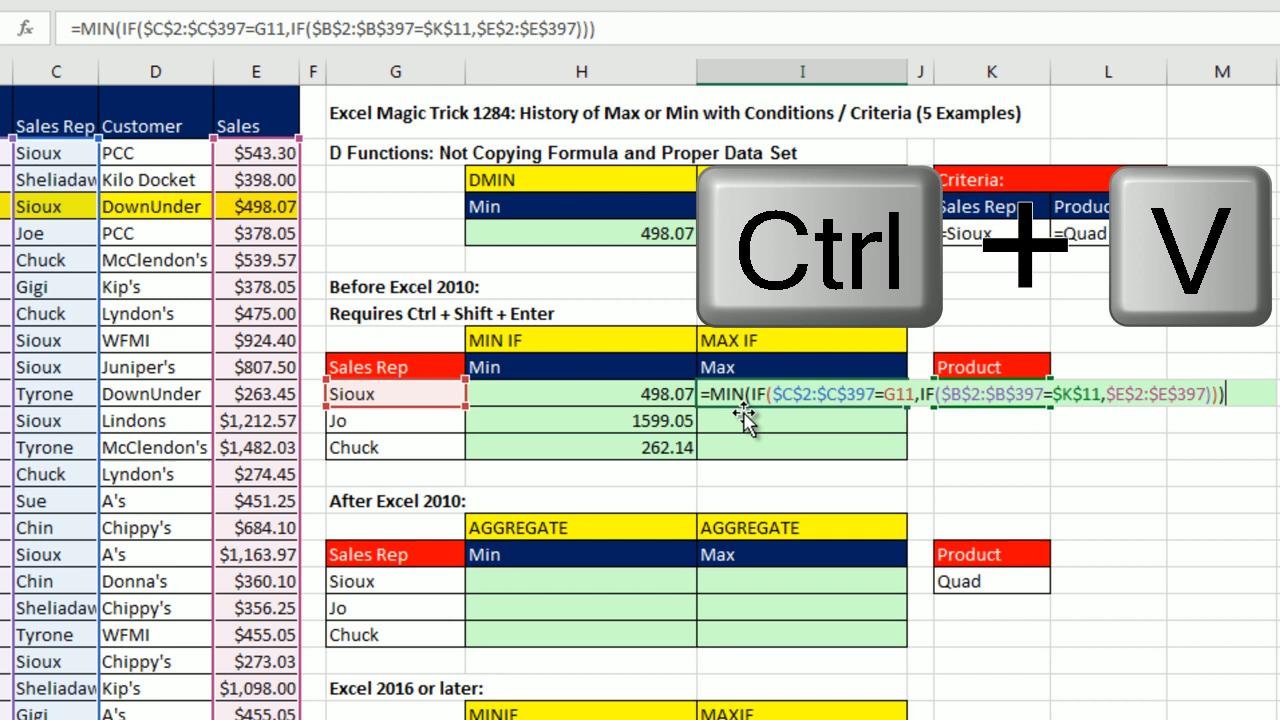 fx =MIN(IF($C$2:$C$397=G11,IF($B$2:$B$397=$K$11,$E$2:$E$397)))
C D E F G H I J K L M
Sales Rep Customer Sales Excel Magic Trick 1284: History of Max or Min with Conditions / Criteria (5 Examples)
Sioux PCC $543.30 D Functions: Not Copying Formula and Proper Data Set
Sheliadaw Kilo Docket $398.00 DMIN Criteria:
Sioux DownUnder $498.07 Min Sales Rep Produc
Joe PCC $378.05 498.07 =Sioux =Quad
Ctrl + V
Chuck McClendon's $539.57
Gigi Kip's $378.05 Before Excel 2010:
Chuck Lyndon's $475.00 Requires Ctrl + Shift + Enter
Sioux WFMI $924.40 MIN IF MAX IF
Sioux Juniper's $807.50 Sales Rep Min Max Product
Tyrone DownUnder $263.45 Sioux 498.07 =MIN(IF($C$2:$C$397=G11,IF($B$2:$B$397=$K$11,$E$2:$E$397)))
Sioux Lindons $1,212.57 Jo 1599.05
Tyrone McClendon's $1,482.03 Chuck 262.14
Chuck Lyndon's $274.45
Sue A's $451.25 After Excel 2010:
Chin Chippy's $684.10 AGGREGATE AGGREGATE
Sioux A's $1,163.97 Sales Rep Min Max Product
Chin Donna's $360.10 Sioux Quad
Sheliadaw Chippy's $356.25 Jo
Tyrone WFMI $455.05 Chuck
Sioux Chippy's $273.03
Sheliadaw Kip's $1,098.00 Excel 2016 or later:
Gigi A's $455.05 MINIF MAXIF